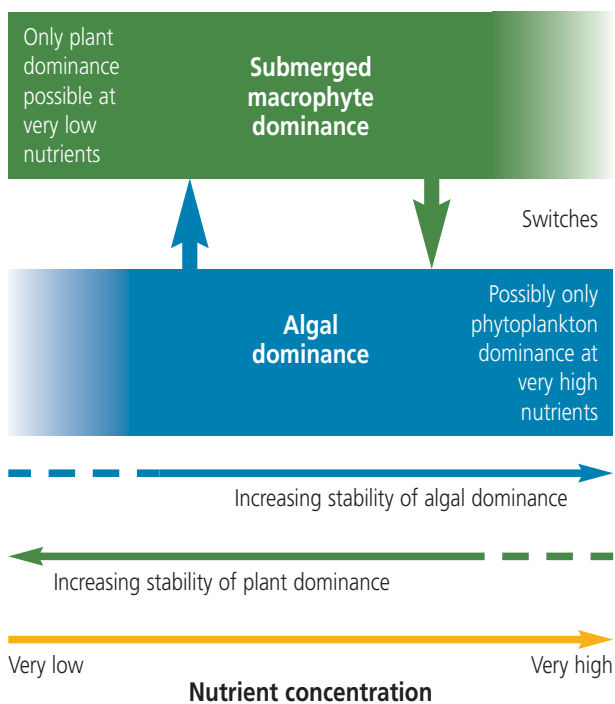 Only plant
dominance
possible at
very low
nutrients
Submerged
macrophyte
dominance
Switches
Algal
dominance
Possibly only
phytoplankton
dominance at
very high
nutrients
Increasing stability of algal dominance
Increasing stability of plant dominance
Very low
Very high
Nutrient concentration